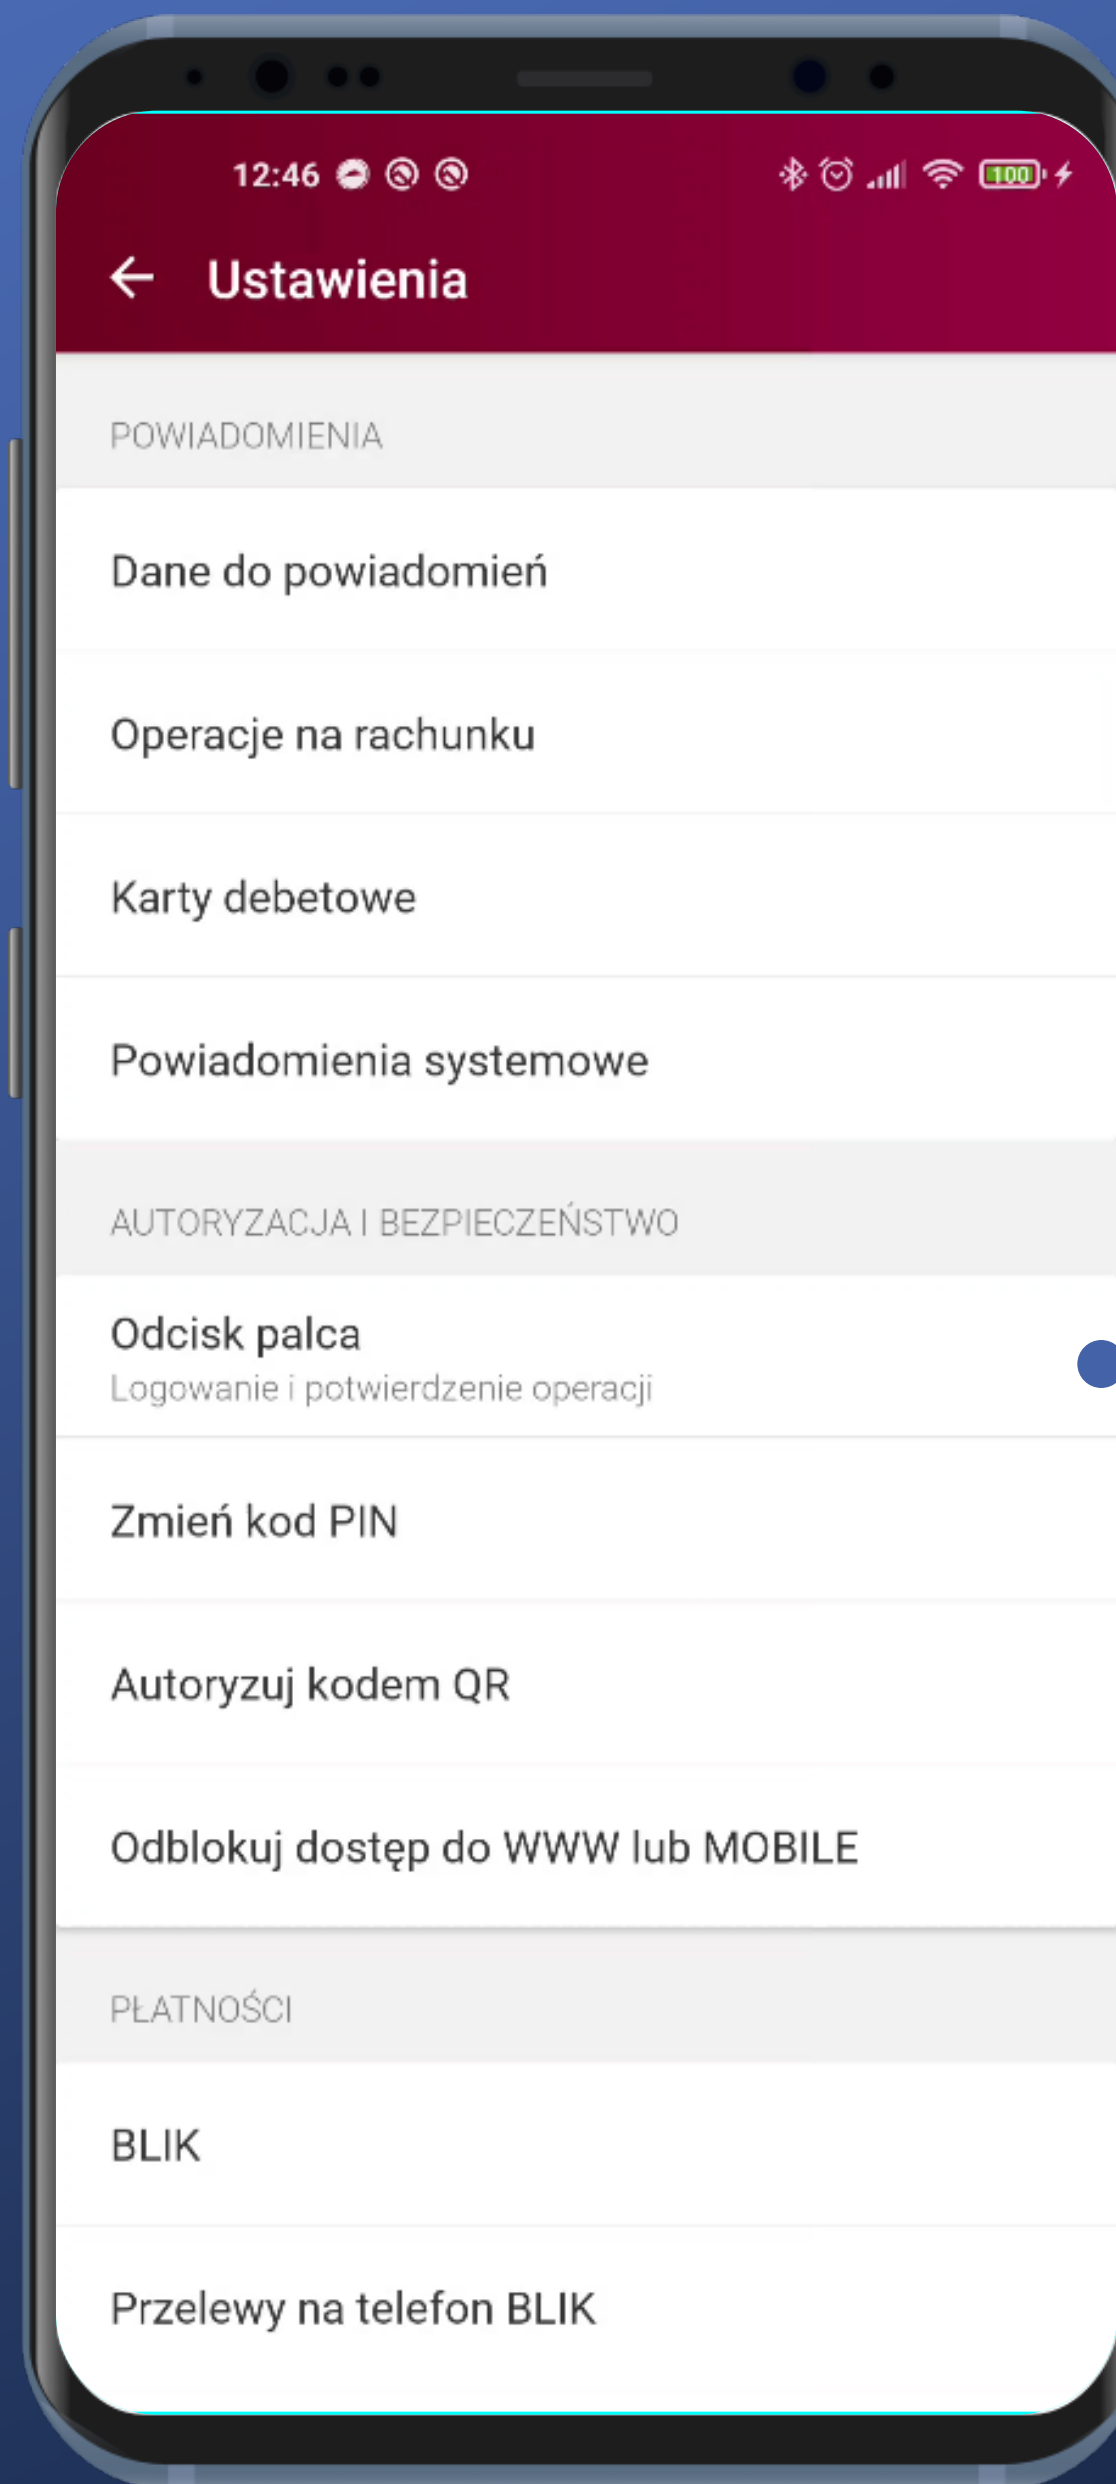 12:46
100
Ustawienia
POWIADOMIENIA
Dane do powiadomień
Operacje na rachunku
Karty debetowe
Powiadomienia systemowe
AUTORYZACJA I BEZPIECZEŃSTWO
Odcisk palca
Logowanie i potwierdzenie operacji
Zmień kod PIN
Autoryzuj kodem QR
Odblokuj dostęp do WWW lub MOBILE
PŁATNOŚCI
BLIK
Przelewy na telefon BLIK